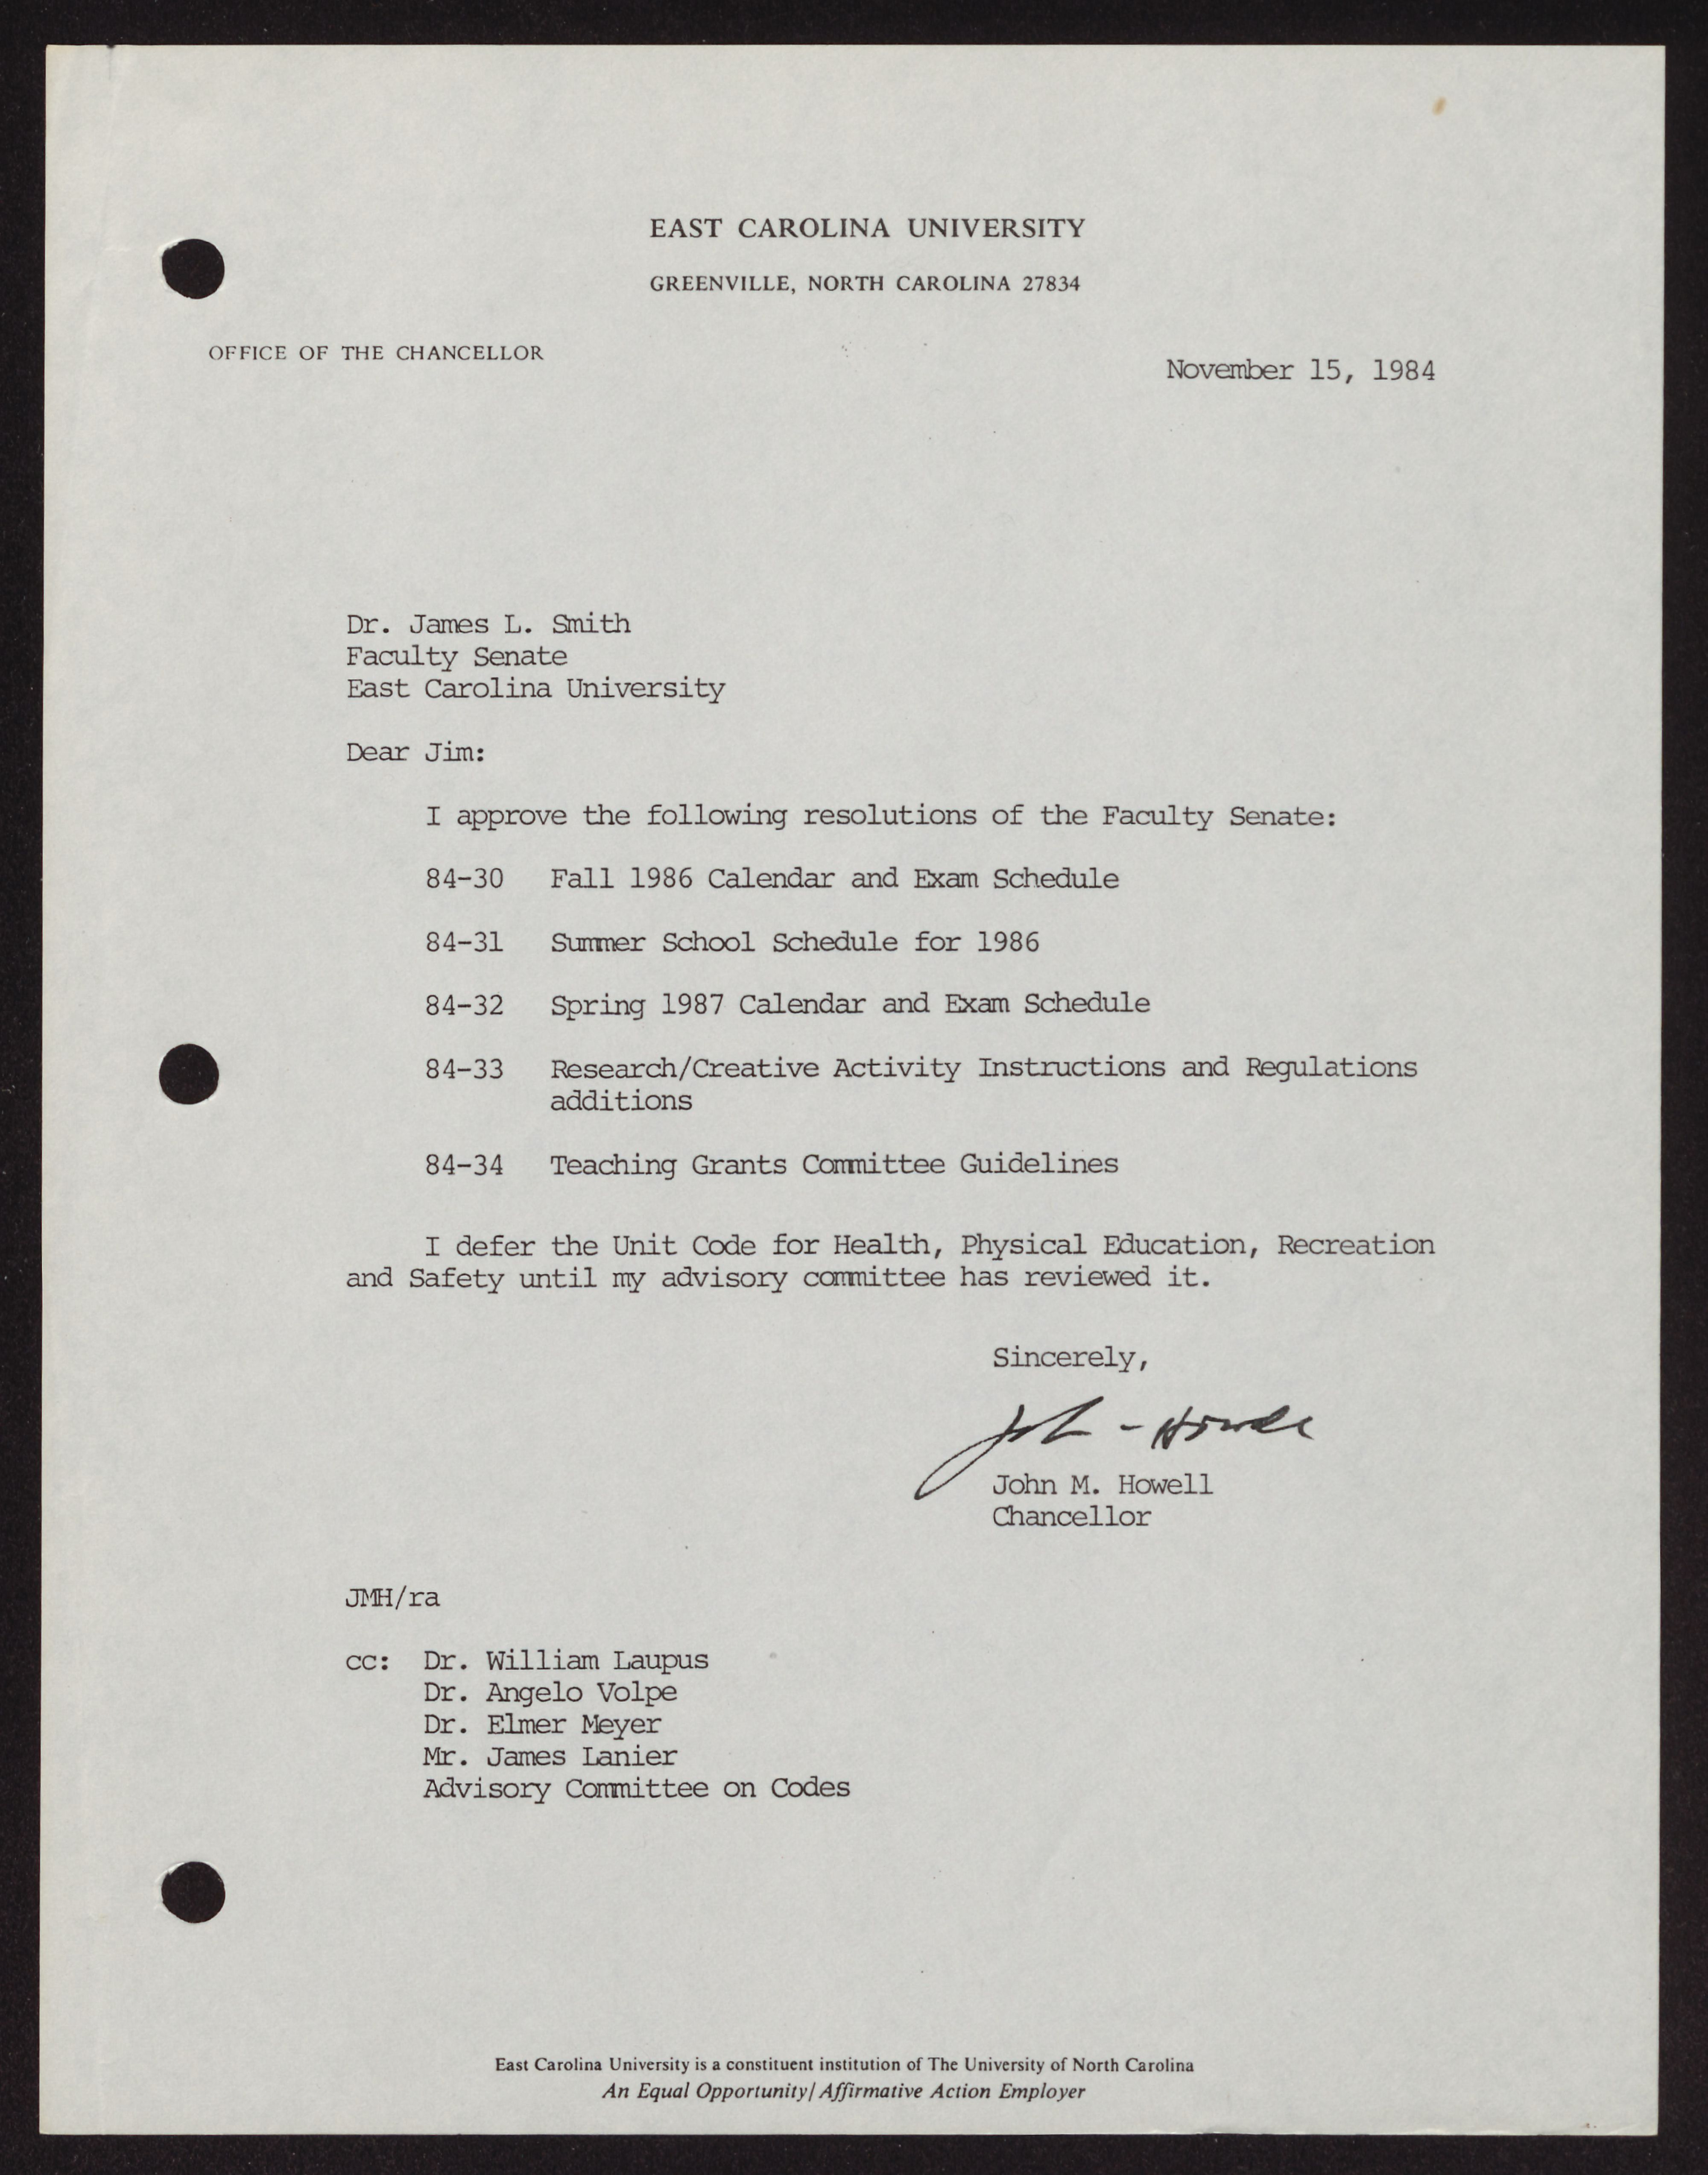 EAST CAROLINA UNIVERSITY
GREENVILLE, NORTH CAROLINA 27834
OFFICE OF THE CHANCELLOR
November 15, 1984
Dr. James L. Smith
Faculty Senate
East Carolina University
Dear Jim:
I approve the following resolutions of the Faculty Senate:
84-30 Fall 1986 Calendar and Exam Schedule
84-31 Summer School Schedule for 1986
84-32 Spring 1987 Calendar and Exam Schedule
84-33 Research/Creative Activity Instructions and Regulations
additions
84-34 Teaching Grants Committee Guidelines
I defer the Unit Code for Health, Physical Education, Recreation
and Safety until my advisory committee has reviewed it.
Sincerely,
John Howell
John M. Howell
Chancellor
JMH/ra
cc: Dr. William Laupus
Dr. Angelo Volpe
Dr. Elmer Meyer
Mr. James Lanier
Advisory Committee on Codes
East Carolina University is a constituent institution of The University of North Carolina
An Equal Opportunity/Affirmative Action Employer